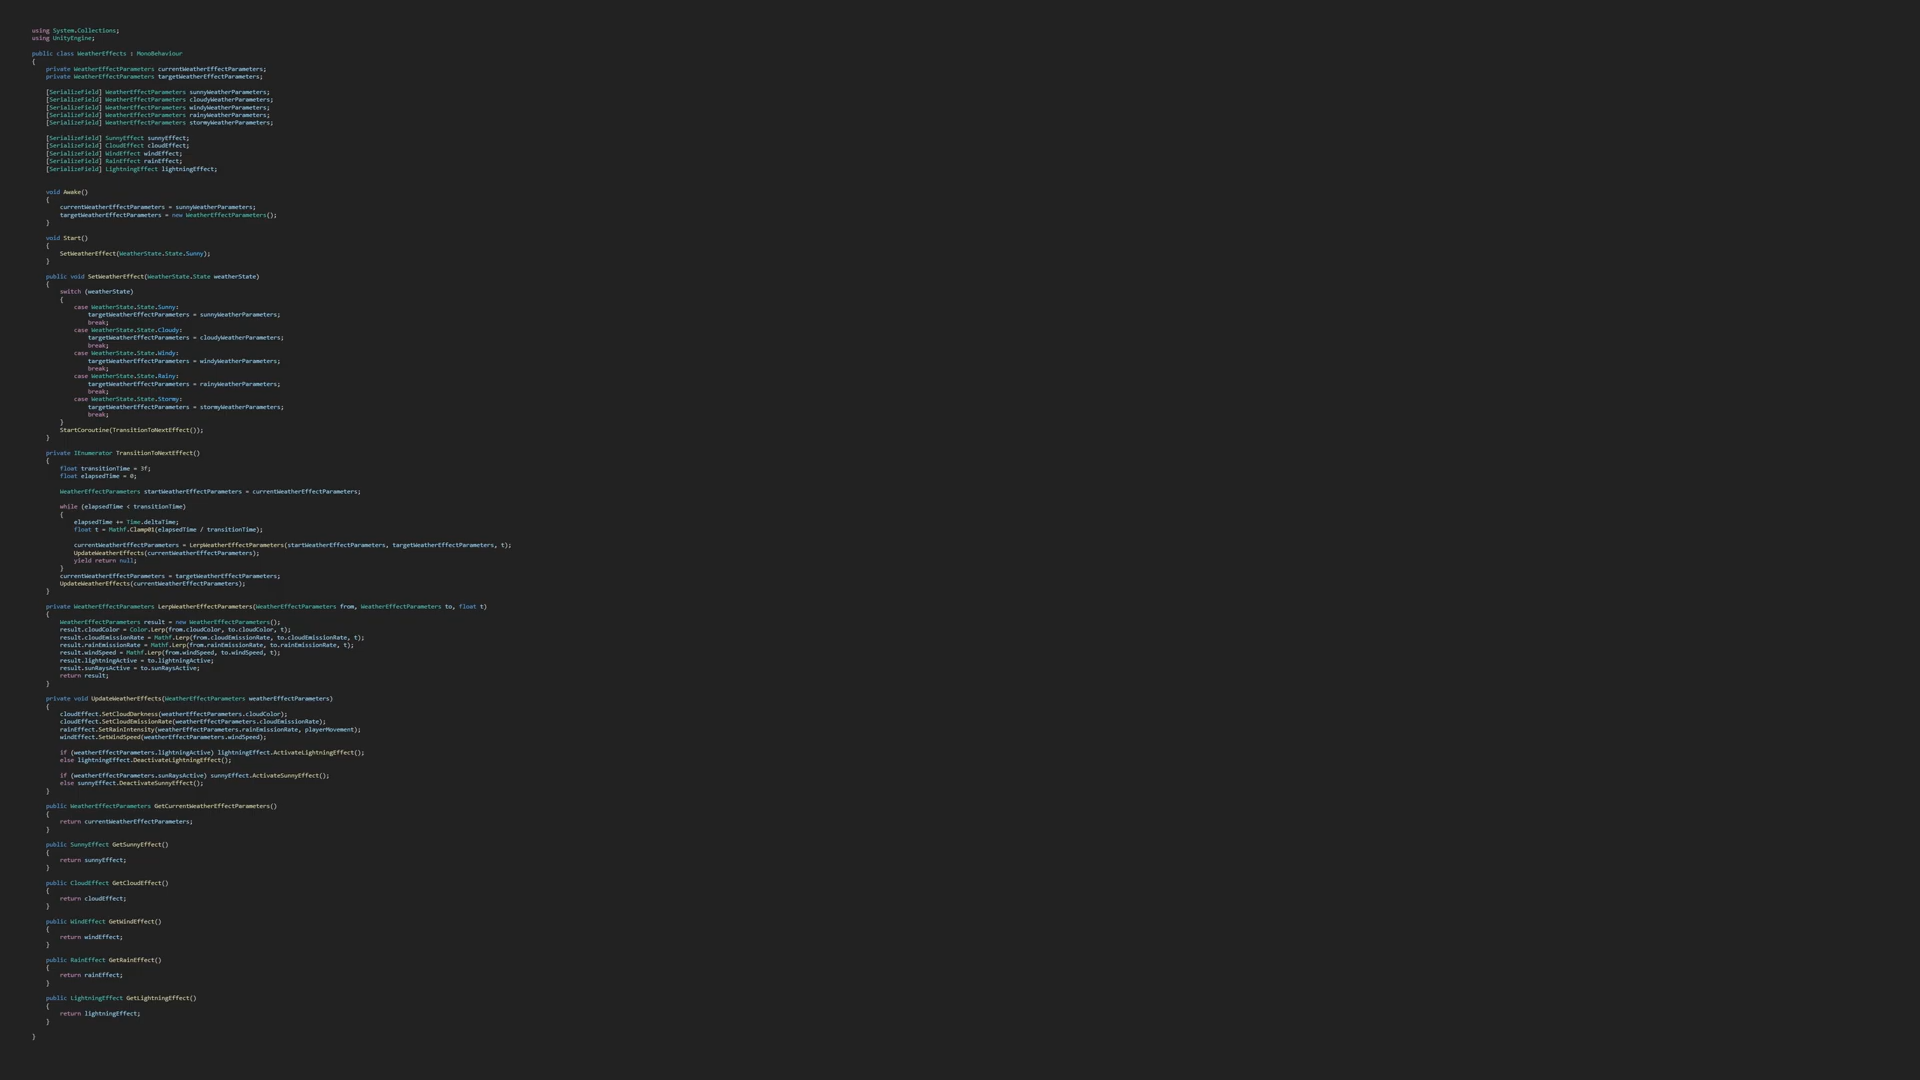 using System.Collections;
using UnityEngine;
public class WeatherEffects : MonoBehaviour
{
private WeatherEffectParameters currentWeatherEffectParameters;
private WeatherEffectParameters targetWeatherEffectParameters;
[SerializeField] WeatherEffectParameters sunnyWeatherParameters;
[SerializeField] WeatherEffectParameters cloudyWeatherParameters;
[SerializeField] WeatherEffectParameters windyWeatherParameters;
[SerializeField] WeatherEffectParameters rainyWeatherParameters;
[SerializeField] WeatherEffectParameters stormyWeatherParameters;
[SerializeField] SunnyEffect sunnyEffect;
[SerializeField] CloudEffect cloudEffect;
[SerializeField] WindEffect windEffect;
[SerializeField] RainEffect rainEffect;
[SerializeField] LightningEffect lightningEffect;
void Awake()
{
currentWeatherEffectParameters = sunnyWeatherParameters;
targetWeatherEffectParameters = new WeatherEffectParameters();
}
void Start()
{
SetWeatherEffect(WeatherState.State.Sunny);
}
public void SetWeatherEffect(WeatherState.State weatherState)
{
switch (weatherState)
{
case WeatherState.State.Sunny:
targetWeatherEffectParameters = sunnyWeatherParameters;
break;
case WeatherState.State.Cloudy:
targetWeatherEffectParameters = cloudyWeatherParameters;
break;
case WeatherState.State.Windy:
targetWeatherEffectParameters = windyWeatherParameters;
break;
case WeatherState.State.Rainy:
targetWeatherEffectParameters = rainyWeatherParameters;
break;
case WeatherState.State.Stormy:
targetWeatherEffectParameters = stormyWeatherParameters;
break;
}
StartCoroutine(TransitionToNextEffect());
}
private IEnumerator TransitionToNextEffect()
{
float transitionTime = 3f;
float elapsedTime = 0;
WeatherEffectParameters startWeatherEffectParameters = currentWeatherEffectParameters;
while (elapsedTime < transitionTime)
{
elapsedTime += Time.deltaTime;
float t = Mathf.Clamp01(elapsedTime / transitionTime);
currentWeatherEffectParameters = LerpWeatherEffectParameters(startWeatherEffectParameters, targetWeatherEffectParameters, t);
UpdateWeatherEffects(currentWeatherEffectParameters);
yield return null;
}
currentWeatherEffectParameters = targetWeatherEffectParameters;
UpdateWeatherEffects(currentWeatherEffectParameters);
}
private WeatherEffectParameters LerpWeatherEffectParameters(WeatherEffectParameters from, WeatherEffectParameters to, float t)
{
WeatherEffectParameters result = new WeatherEffectParameters();
result.cloudColor = Color.Lerp(from.cloudColor, to.cloudColor, t);
result.cloudEmissionRate = Mathf.Lerp(from.cloudEmissionRate, to.cloudEmissionRate, t);
result.rainEmissionRate = Mathf.Lerp(from.rainEmissionRate, to.rainEmissionRate, t);
result.windSpeed = Mathf.Lerp(from.windSpeed, to.windSpeed, t);
result.lightningActive = to.lightningActive;
result.sunRaysActive = to.sunRaysActive;
return result;
}
private void UpdateWeatherEffects(WeatherEffectParameters weatherEffectParameters)
{
cloudEffect.SetCloudDarkness(weatherEffectParameters.cloudColor);
cloudEffect.SetCloudEmissionRate(weatherEffectParameters.cloudEmissionRate);
rainEffect.SetRainIntensity(weatherEffectParameters.rainEmissionRate, playerMovement);
windEffect.SetWindSpeed(weatherEffectParameters.windSpeed);
if (weatherEffectParameters.lightningActive) lightningEffect.ActivateLightningEffect();
else lightningEffect.DeactivateLightningEffect();
if (weatherEffectParameters.sunRaysActive) sunnyEffect.ActivateSunnyEffect();
else sunnyEffect.DeactivateSunnyEffect();
}
public WeatherEffectParameters GetCurrentWeatherEffectParameters()
{
return currentWeatherEffectParameters;
}
public SunnyEffect GetSunnyEffect()
{
return sunnyEffect;
}
public CloudEffect GetCloudEffect()
{
return cloudEffect;
}
public WindEffect GetWindEffect()
{
return windEffect;
}
public RainEffect GetRainEffect()
{
return rainEffect;
}
public LightningEffect GetLightningEffect()
{
return lightningEffect;
}
}